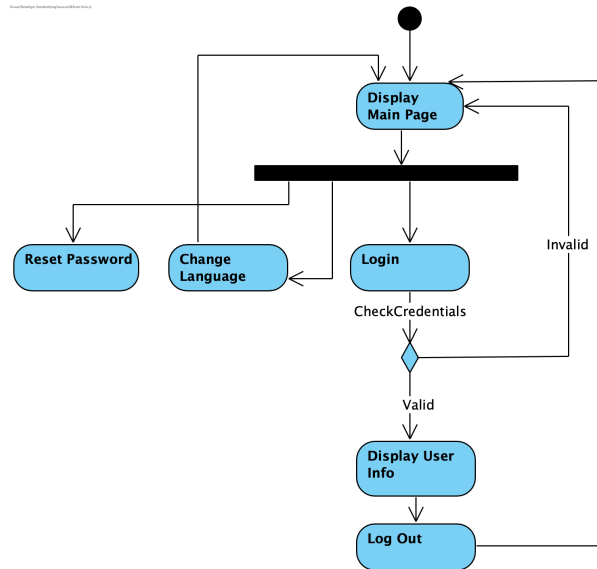 Display
Main Page
Reset Password
Change
Language
Login
Invalid
CheckCredentials
Valid
Display User
Info
Log Out